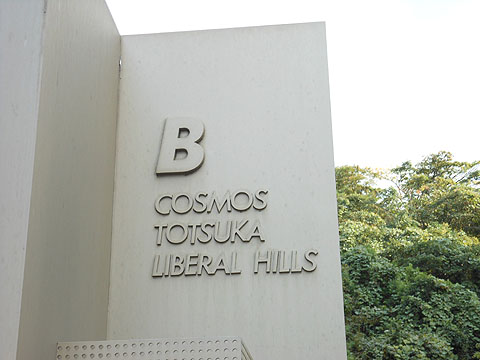 B
COSMOS
TOTSUKA
LIBERAL HILLS